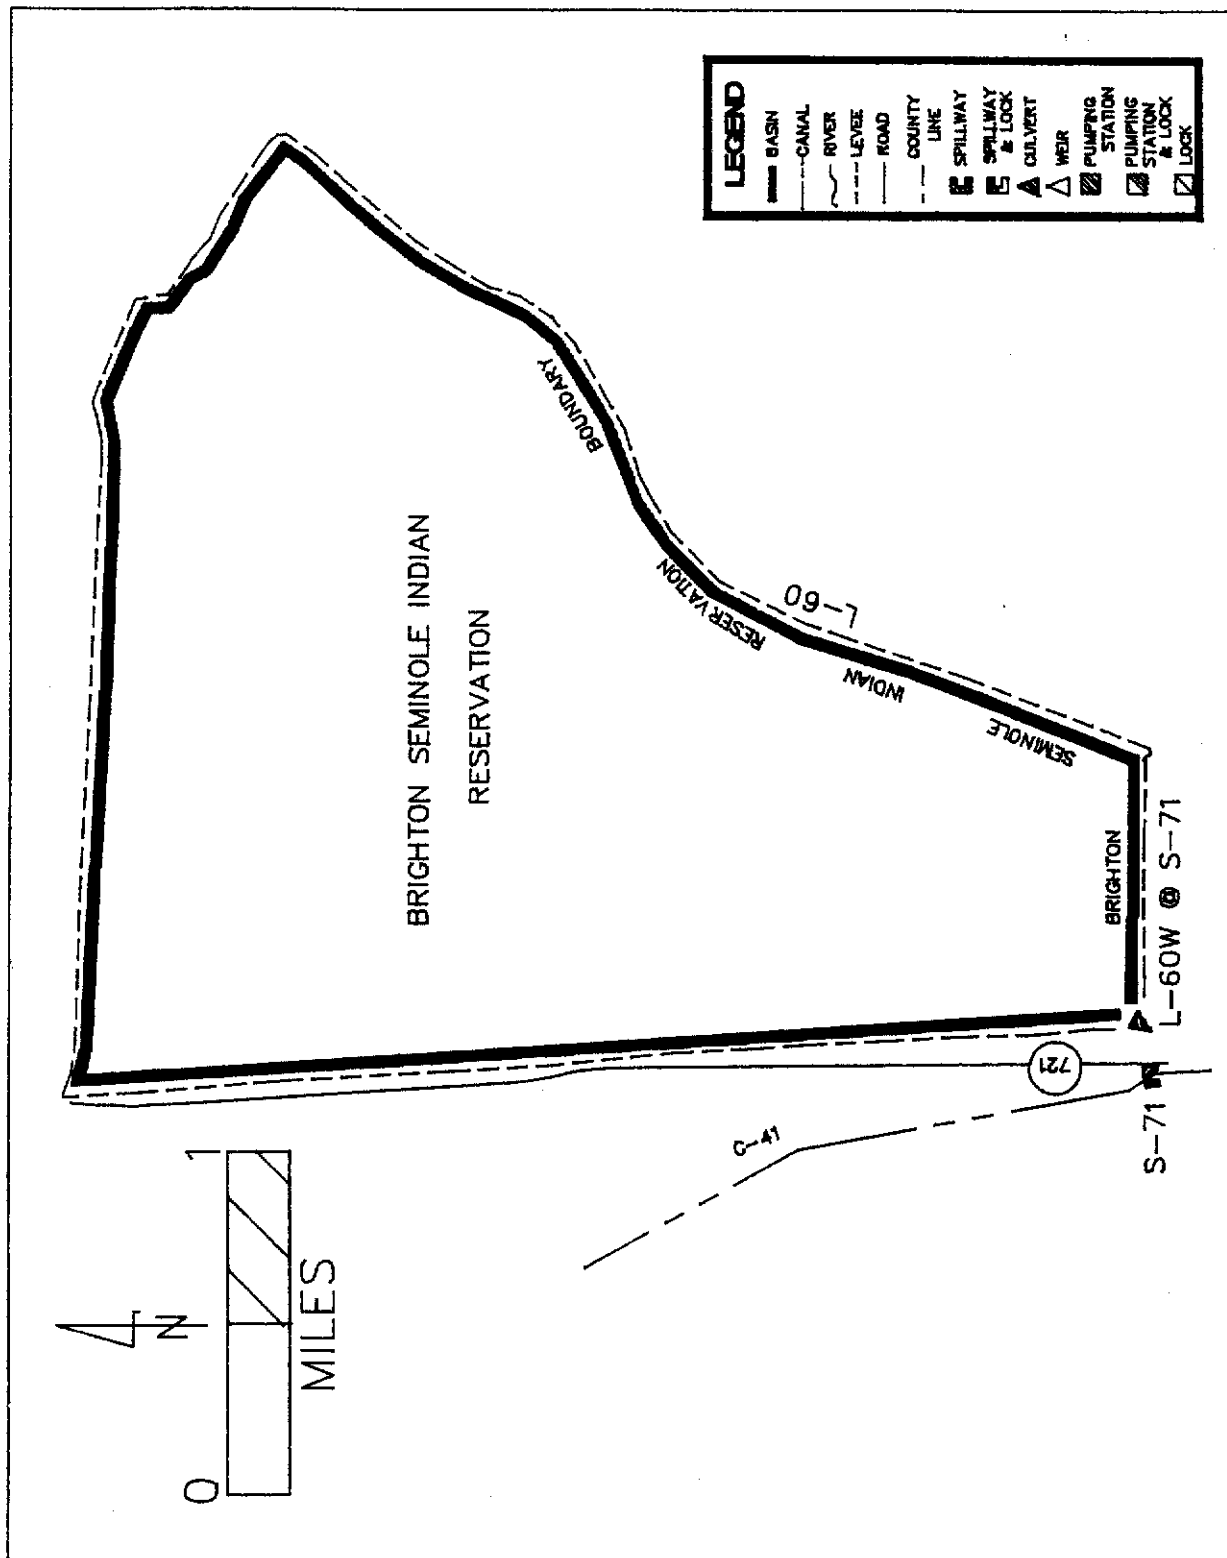 LEGEND
BASIN
CANAL
RIVER
LEVEE
ROAD
COUNTY
LINE
SPILLWAY
SPILLWAY
& LOCK
CULVERT
WEIR
PUMPING
STATION
PUMPING
STATION
& LOCK
LOCK
BRIGHTON SEMINOLE INDIAN
RESERVATION
BRIGHTON SEMINOLE INDIAN RESERVATION BOUNDARY
L-60
L-60W @ S-71
S-71
721
C-41
N
0 1
MILES